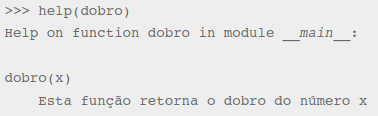 >>> help(dobro)
Help on function dobro in module __main__:
dobro(x)
Esta função retorna o dobro do número x